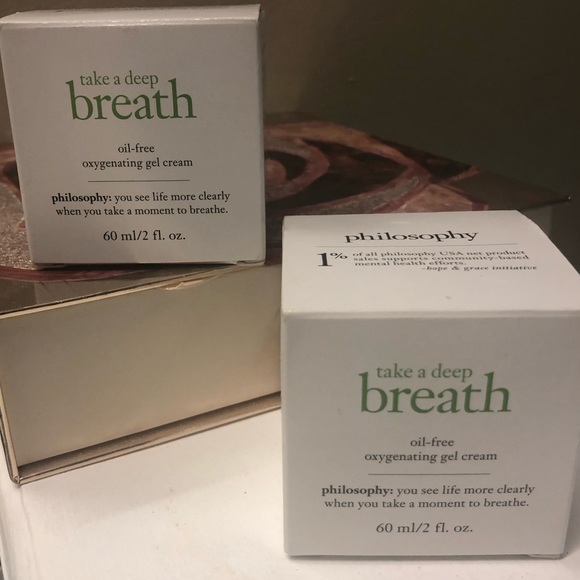 take a deep
breath
oil-free
oxygenating gel cream
philosophy: you see life more clearly
when you take a moment to breathe.
60 ml/2 fl. oz.
philosophy
1% of all philosophy USA net product
sales supports community-based
mental health efforts.
-hope & grace initiative
take a deep
breath
oil-free
oxygenating gel cream
philosophy: you see life more clearly
when you take a moment to breathe.
60 ml/2 fl. oz.